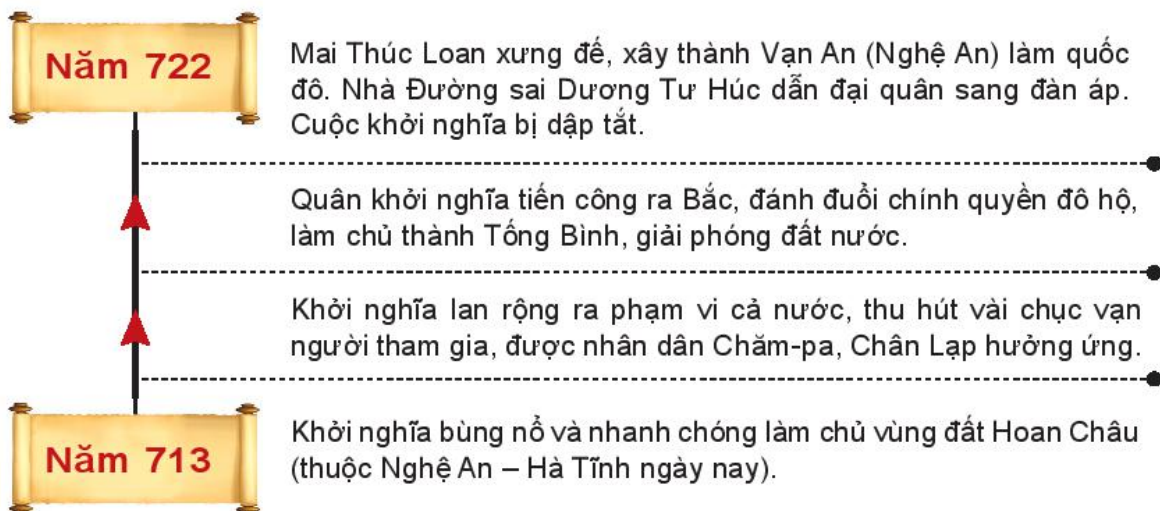 Năm 722
Mai Thúc Loan xưng đế, xây thành Vạn An (Nghệ An) làm quốc
đô. Nhà Đường sai Dương Tư Húc dẫn đại quân sang đàn áp.
Cuộc khởi nghĩa bị dập tắt.
Quân khởi nghĩa tiến công ra Bắc, đánh đuổi chính quyền đô hộ,
làm chủ thành Tống Bình, giải phóng đất nước.
Khởi nghĩa lan rộng ra phạm vi cả nước, thu hút vài chục vạn
người tham gia, được nhân dân Chăm-pa, Chân Lạp hưởng ứng.
Năm 713
Khởi nghĩa bùng nổ và nhanh chóng làm chủ vùng đất Hoan Châu
(thuộc Nghệ An – Hà Tĩnh ngày nay).